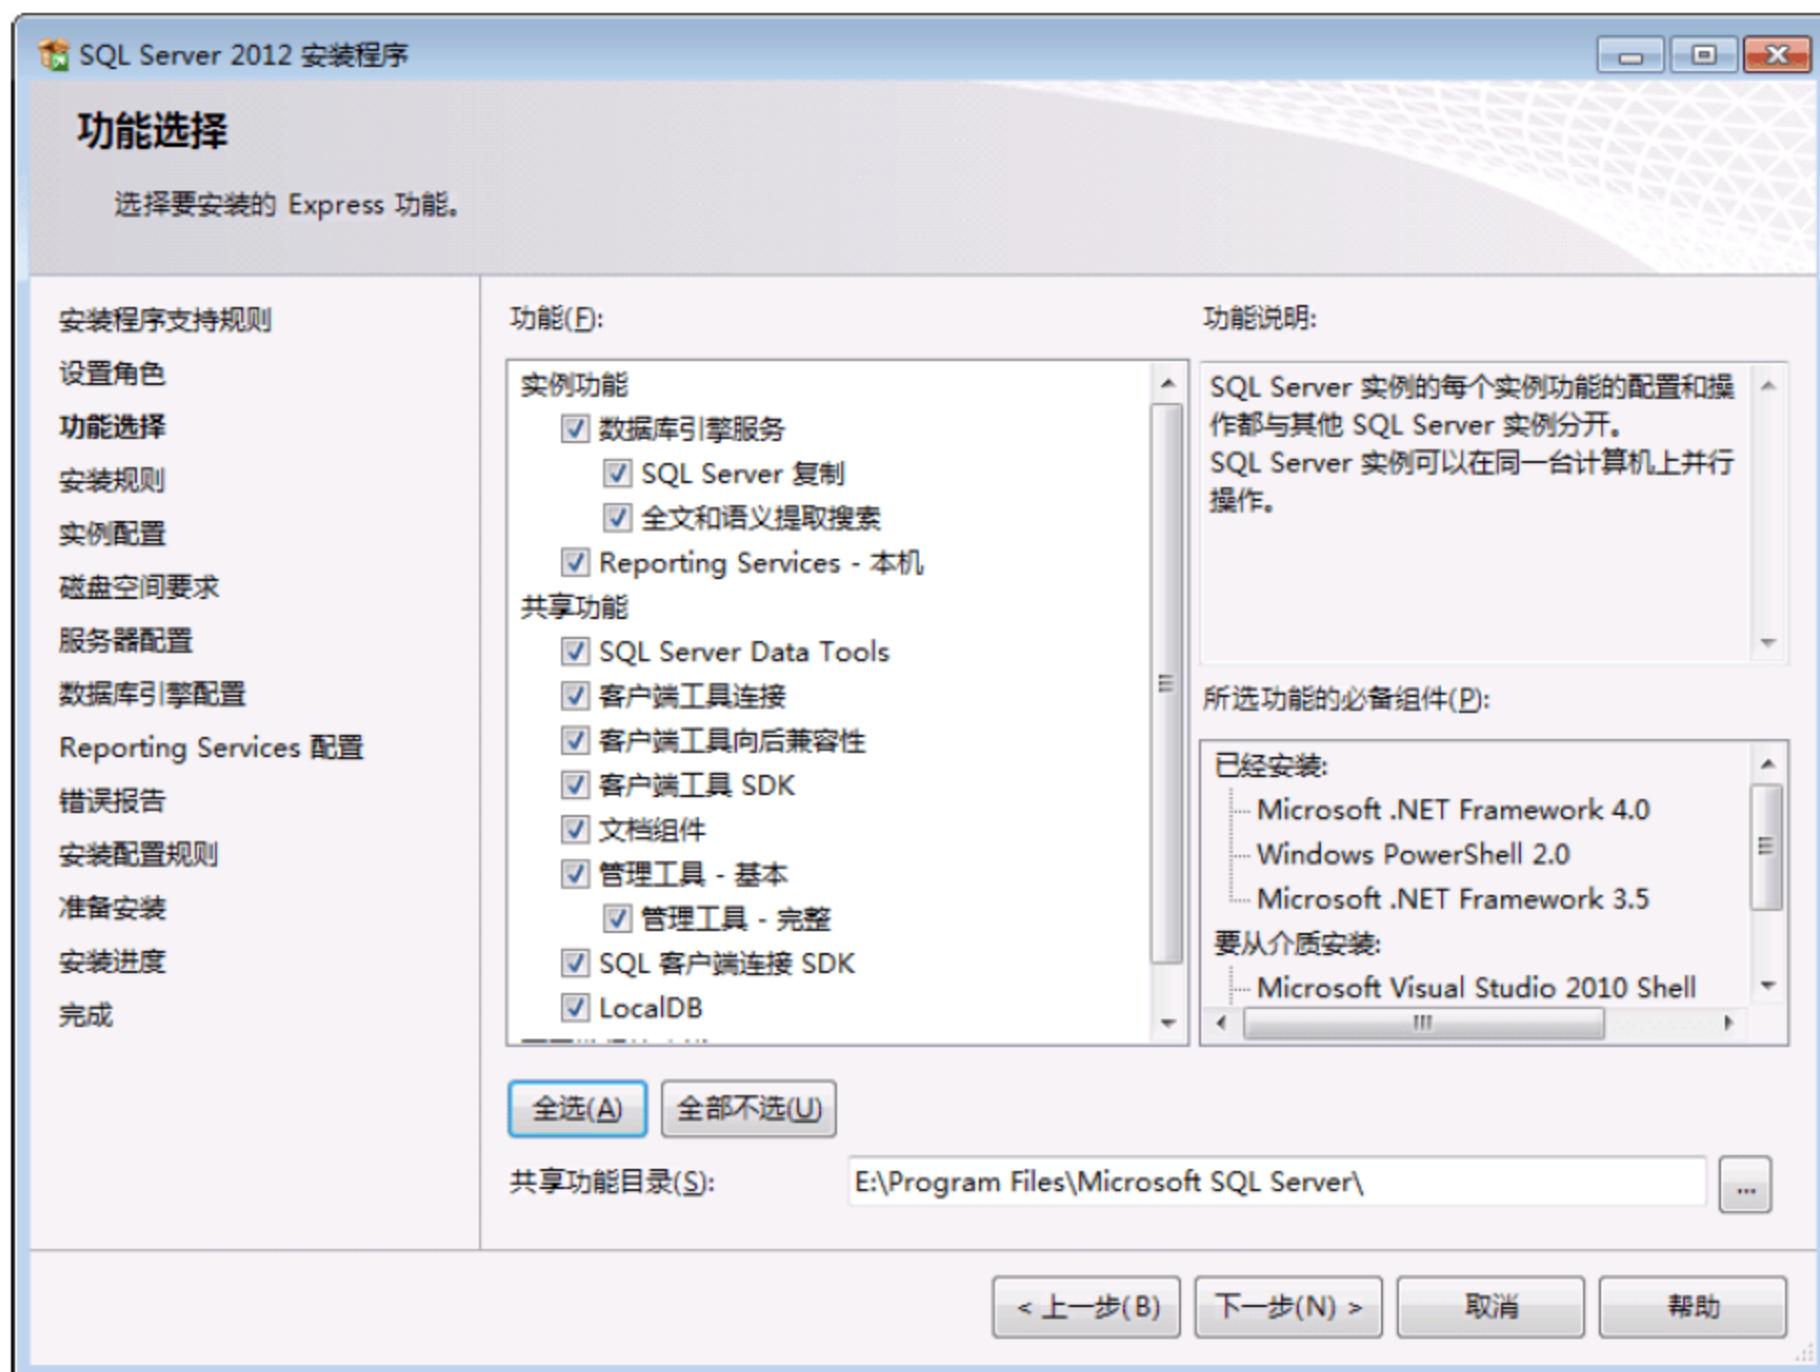 SQL Server 2012 安装程序
功能选择
选择要安装的 Express 功能。
安装程序支持规则
设置角色
功能选择
安装规则
实例配置
磁盘空间要求
服务器配置
数据库引擎配置
Reporting Services 配置
错误报告
安装配置规则
准备安装
安装进度
完成
功能(F):
实例功能
数据库引擎服务
SQL Server 复制
全文和语义提取搜索
Reporting Services - 本机
共享功能
SQL Server Data Tools
客户端工具连接
客户端工具向后兼容性
客户端工具 SDK
文档组件
管理工具 - 基本
管理工具 - 完整
SQL 客户端连接 SDK
LocalDB
功能说明:
SQL Server 实例的每个实例功能的配置和操
作都与其他 SQL Server 实例分开。
SQL Server 实例可以在同一台计算机上并行
操作。
所选功能的必备组件(P):
已经安装:
Microsoft .NET Framework 4.0
Windows PowerShell 2.0
Microsoft .NET Framework 3.5
要从介质安装:
Microsoft Visual Studio 2010 Shell
全选(A)
全部不选(U)
共享功能目录(S):
E:\Program Files\Microsoft SQL Server\
...
< 上一步(B)
下一步(N) >
取消
帮助